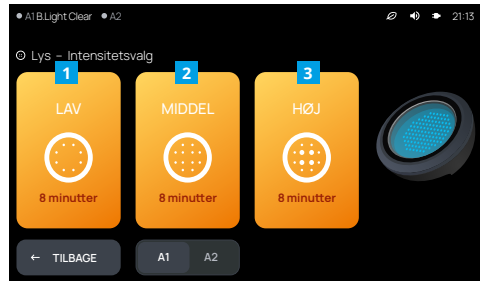 A1 B.Light Clear A2 21:13
Lys – Intensitetsvalg
1 2 3
LAV MIDDEL HØJ
8 minutter 8 minutter 8 minutter
← TILBAGE A1 A2